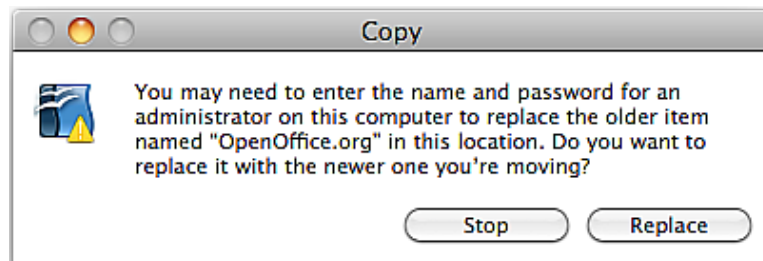 Copy
You may need to enter the name and password for an
administrator on this computer to replace the older item
named "OpenOffice.org" in this location. Do you want to
replace it with the newer one you're moving?
Stop
Replace